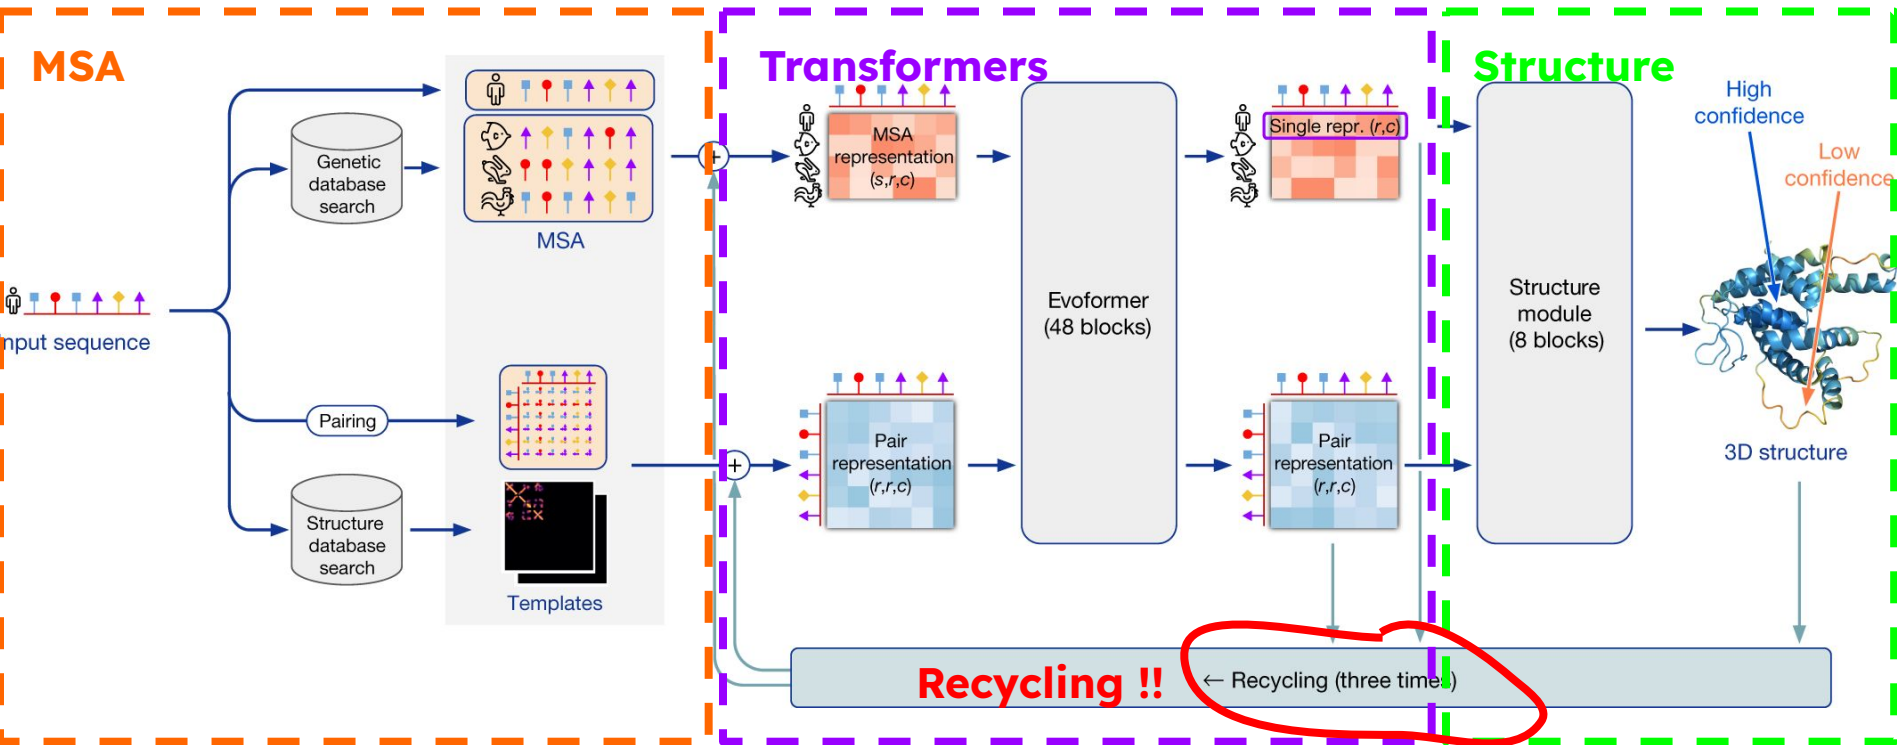 MSA
Transformers
Structure
Genetic
database
search
MSA
nput sequence
Pairing
Structure
database
search
Templates
+
+
MSA
representation
(s,r,c)
Pair
representation
(r,r,c)
Evoformer
(48 blocks)
Single repr. (r,c)
Pair
representation
(r,r,c)
Structure
module
(8 blocks)
High
confidence
Low
confidence
3D structure
Recycling !!
← Recycling (three times)